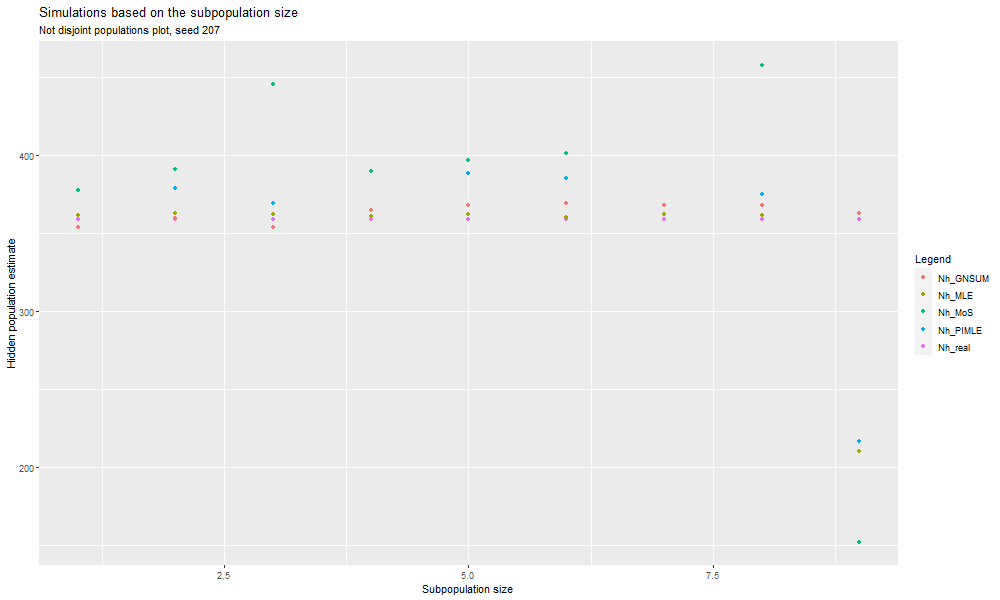 Simulations based on the subpopulation size
Not disjoint populations plot, seed 207
Hidden population estimate
400
300
200
2.5
5.0
7.5
Subpopulation size
Legend
Nh_GNSUM
Nh_MLE
Nh_MoS
Nh_PIMLE
Nh_real